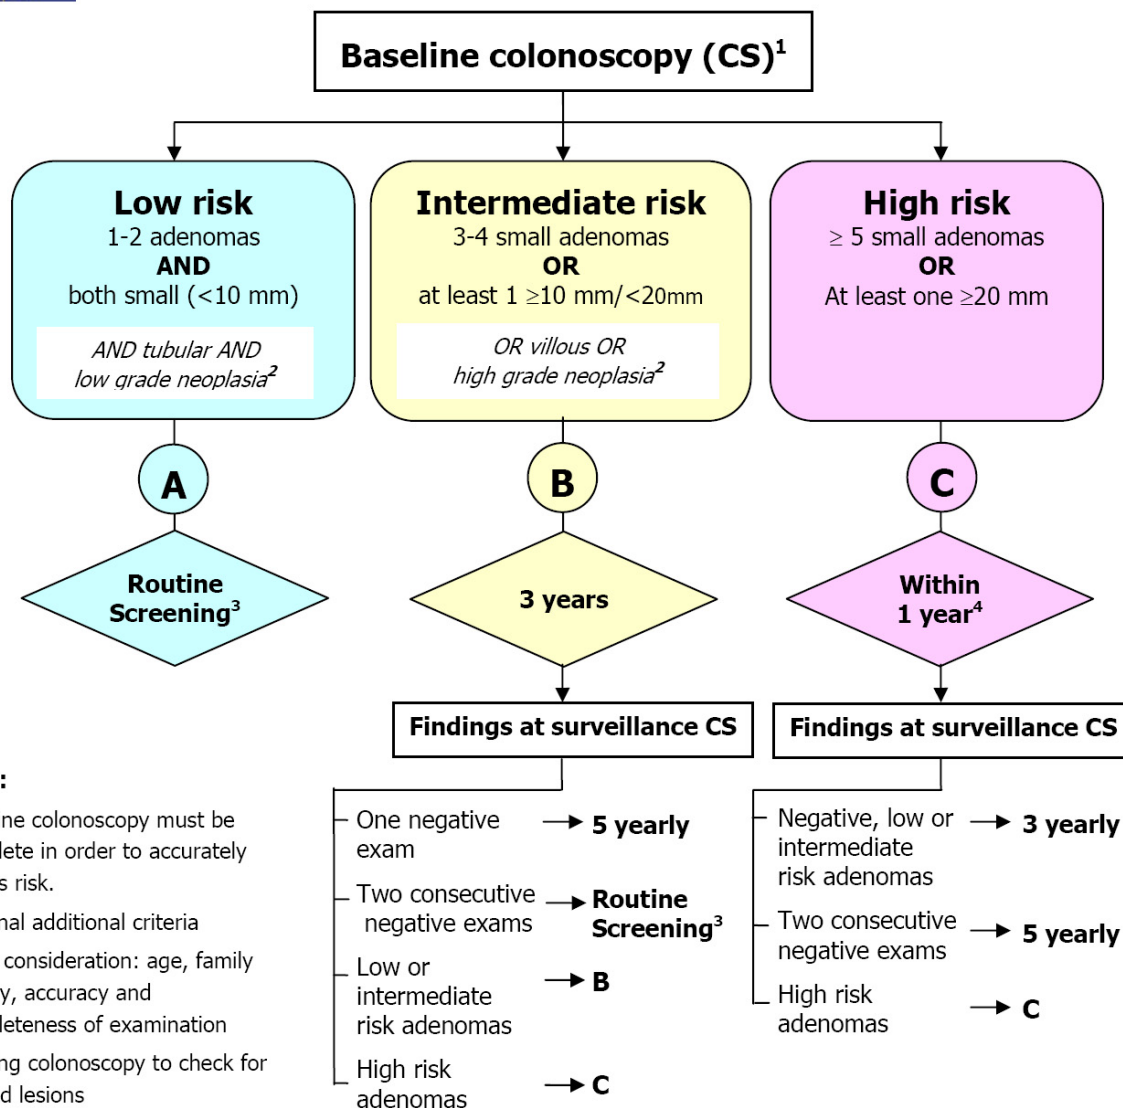 Baseline colonoscopy (CS)¹
Low risk
1-2 adenomas
AND
both small (<10 mm)
AND tubular AND
low grade neoplasia²
Intermediate risk
3-4 small adenomas
OR
at least 1 ≥10 mm/<20mm
OR villous OR
high grade neoplasia²
High risk
≥ 5 small adenomas
OR
At least one ≥20 mm
A
B
C
Routine
Screening³
3 years
Within
1 year⁴
Findings at surveillance CS
One negative
exam
5 yearly
Two consecutive
negative exams
Routine
Screening³
Low or
intermediate
risk adenomas
B
High risk
adenomas
C
Findings at surveillance CS
Negative, low or
intermediate
risk adenomas
3 yearly
Two consecutive
negative exams
5 yearly
High risk
adenomas
C
:
ine colonoscopy must be
lete in order to accurately
s risk.
nal additional criteria
consideration: age, family
y, accuracy and
leteness of examination
ng colonoscopy to check for
d lesions